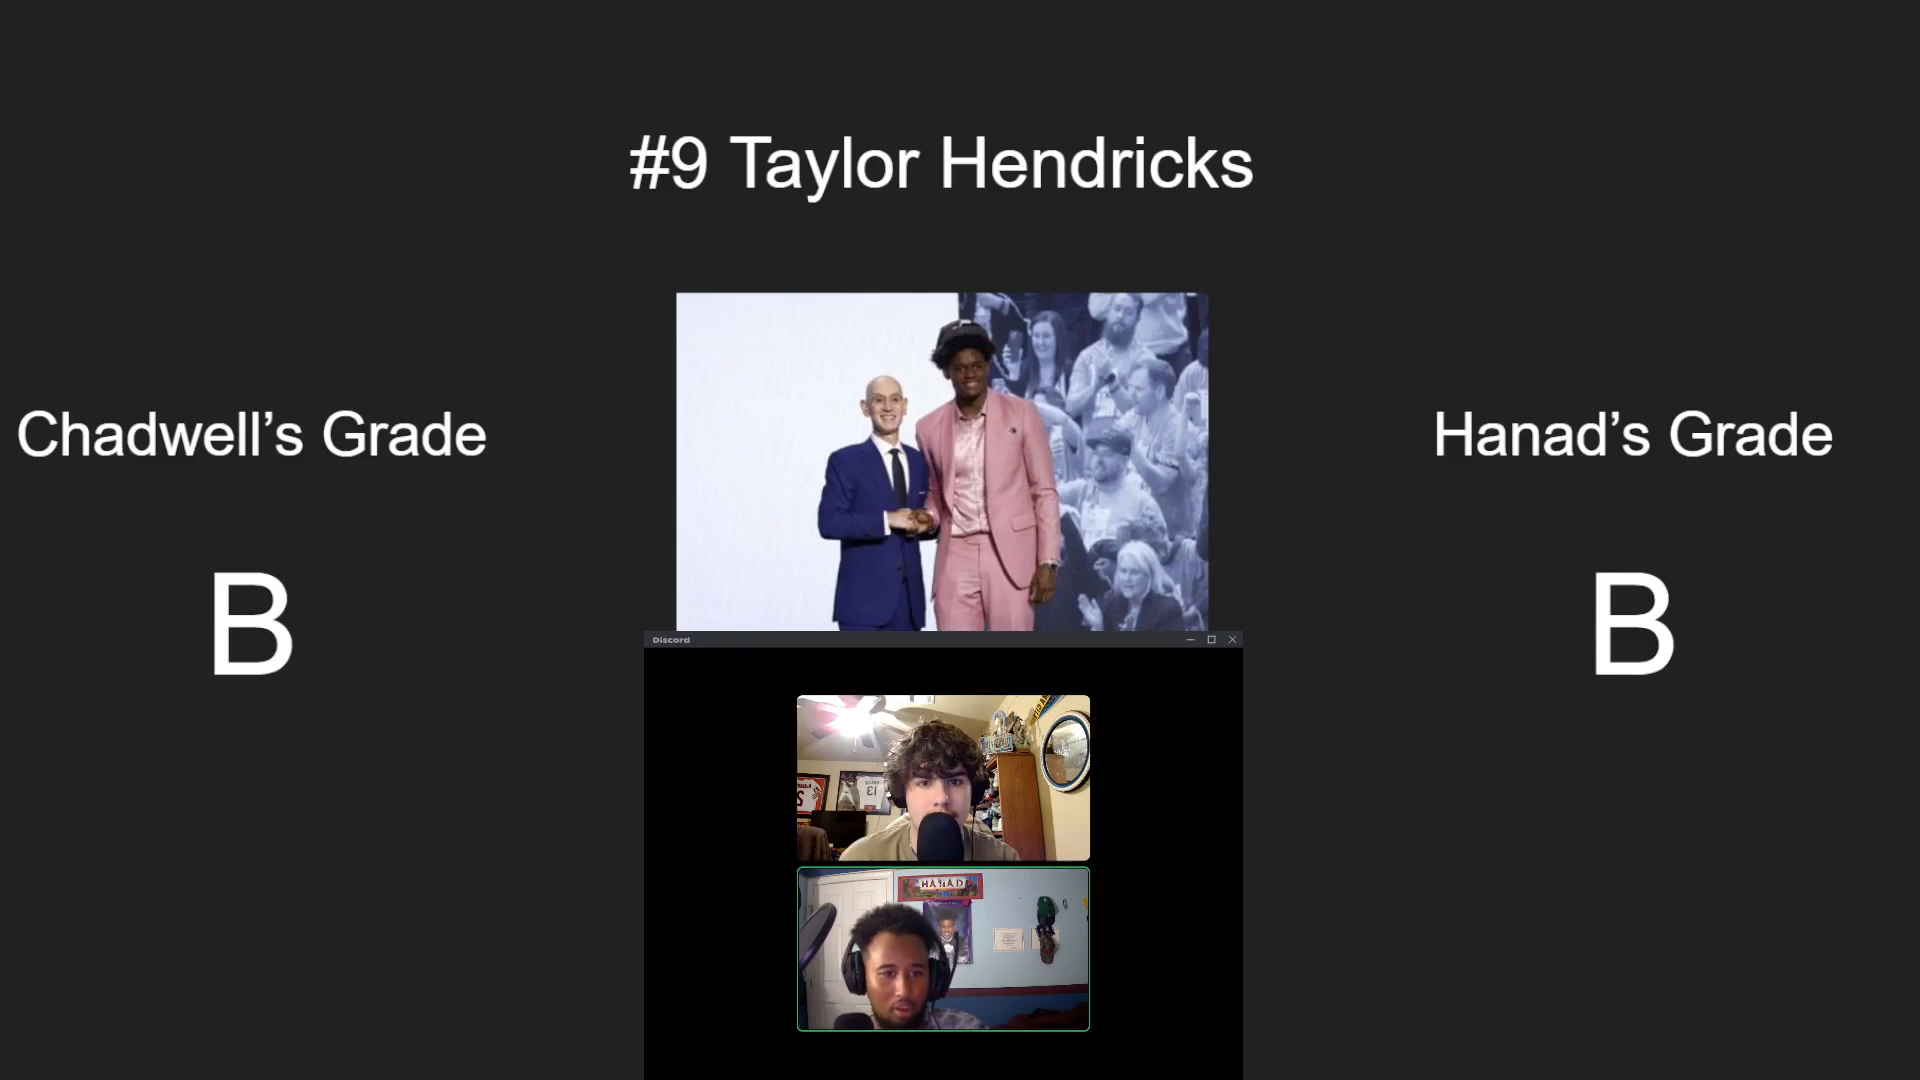 #9 Taylor Hendricks
Chadwell’s Grade
Hanad’s Grade
B
B
Discord
HANAD